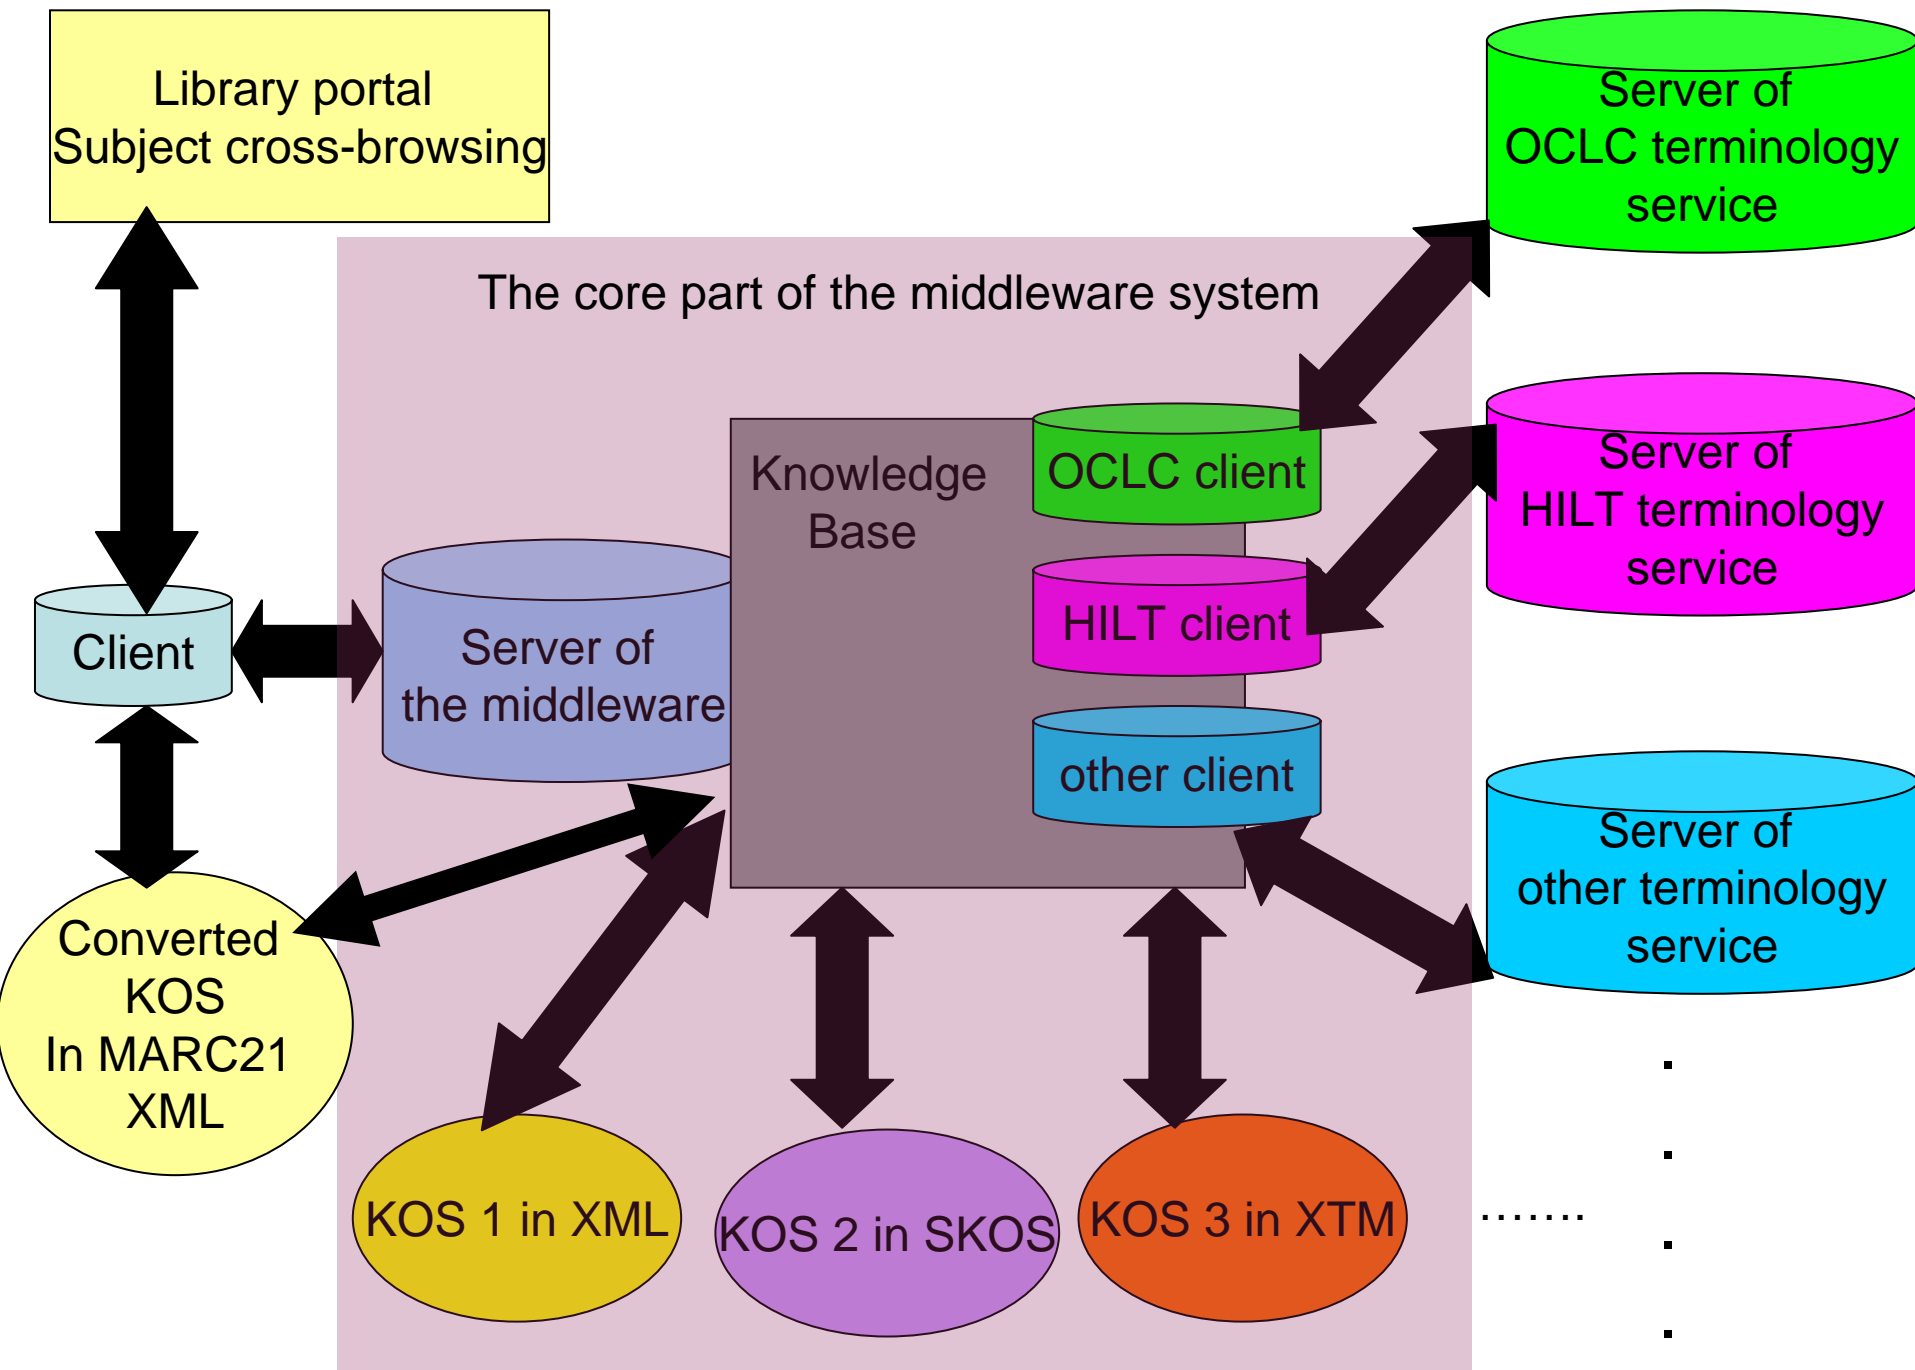 Library portal
Subject cross-browsing
Server of
OCLC terminology
service
The core part of the middleware system
Knowledge
Base
OCLC client
Server of
HILT terminology
service
HILT client
Client
Server of
the middleware
other client
Server of
other terminology
service
Converted
KOS
In MARC21
XML
KOS 1 in XML
KOS 2 in SKOS
KOS 3 in XTM
.......
.
.
.
.